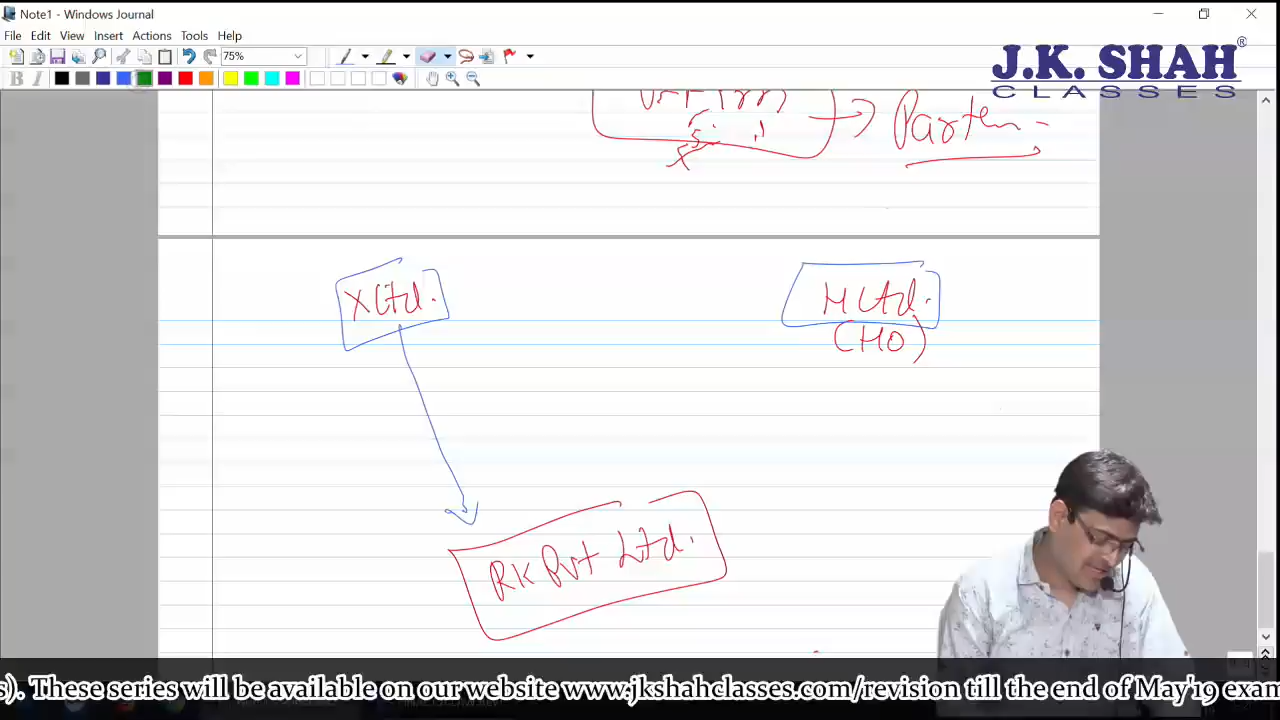 Note1 - Windows Journal
File Edit View Insert Actions Tools Help
75%
B I
J.K. SHAH®
CLASSES
X Ltd.
H Ltd.
(HO)
RK Pvt Ltd.
s). These series will be available on our website www.jkshahclasses.com/revision till the end of May'19 exam